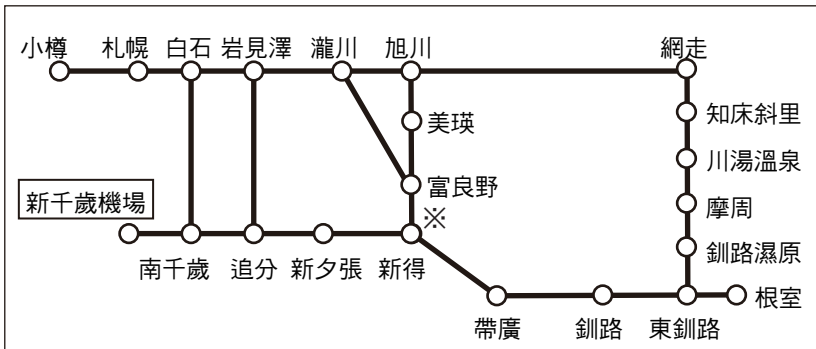 小樽 札幌 白石 岩見澤 瀧川 旭川 網走
美瑛
知床斜里
川湯溫泉
富良野
新千歲機場
摩周
※
釧路濕原
南千歲 追分 新夕張 新得
根室
帶廣 釧路 東釧路